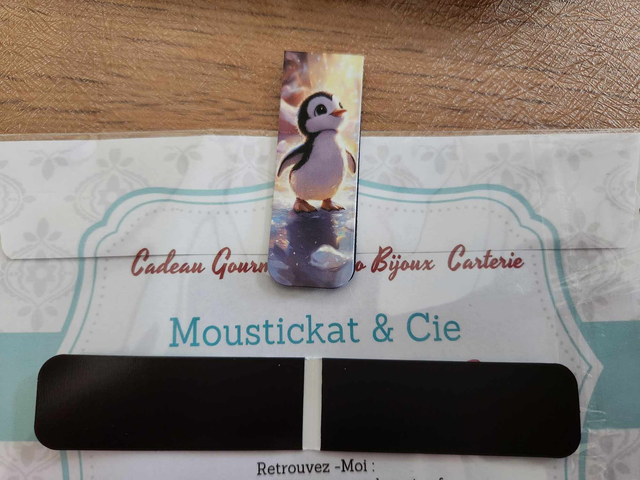 Cadeau Gourm o Bijoux Carterie
Moustickat & Cie
Retrouvez -Moi :